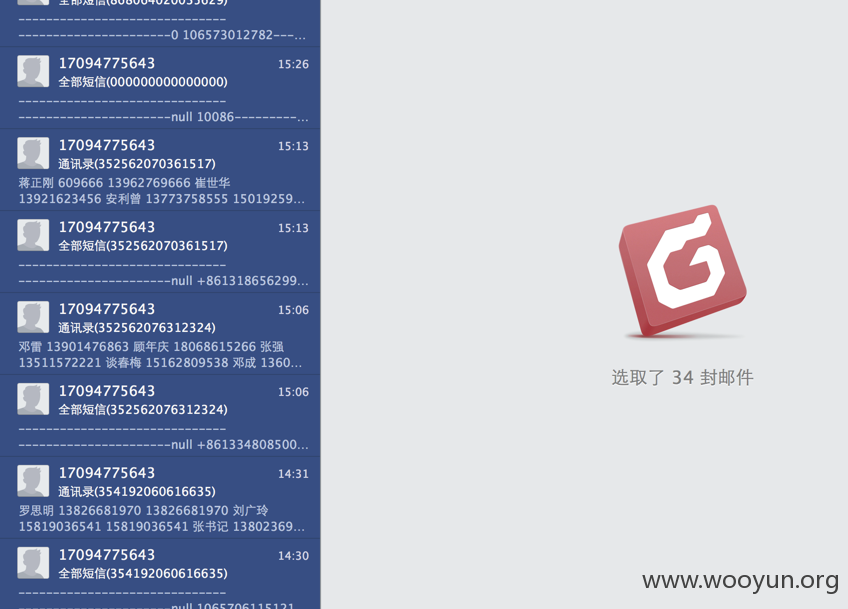 全部短信(868064020035629)
------------------------------
----------------------0 106573012782---...
17094775643
15:26
全部短信(000000000000000)
------------------------------
----------------------null 10086---------...
17094775643
15:13
通讯录(352562070361517)
蒋正刚 609666 13962769666 崔世华
13921623456 安利曾 13773758555 15019259...
17094775643
15:13
全部短信(352562070361517)
------------------------------
----------------------null +861318656299...
17094775643
15:06
通讯录(352562076312324)
邓雷 13901476863 顾年庆 18068615266 张强
13511572221 谈春梅 15162809538 邓成 1360...
17094775643
15:06
全部短信(352562076312324)
------------------------------
----------------------null +861334808500...
17094775643
14:31
通讯录(354192060616635)
罗思明 13826681970 13826681970 刘广玲
15819036541 15819036541 张书记 13802369...
17094775643
14:30
全部短信(354192060616635)
------------------------------
----------------------null 1065706115121
选取了 34 封邮件
www.wooyun.org